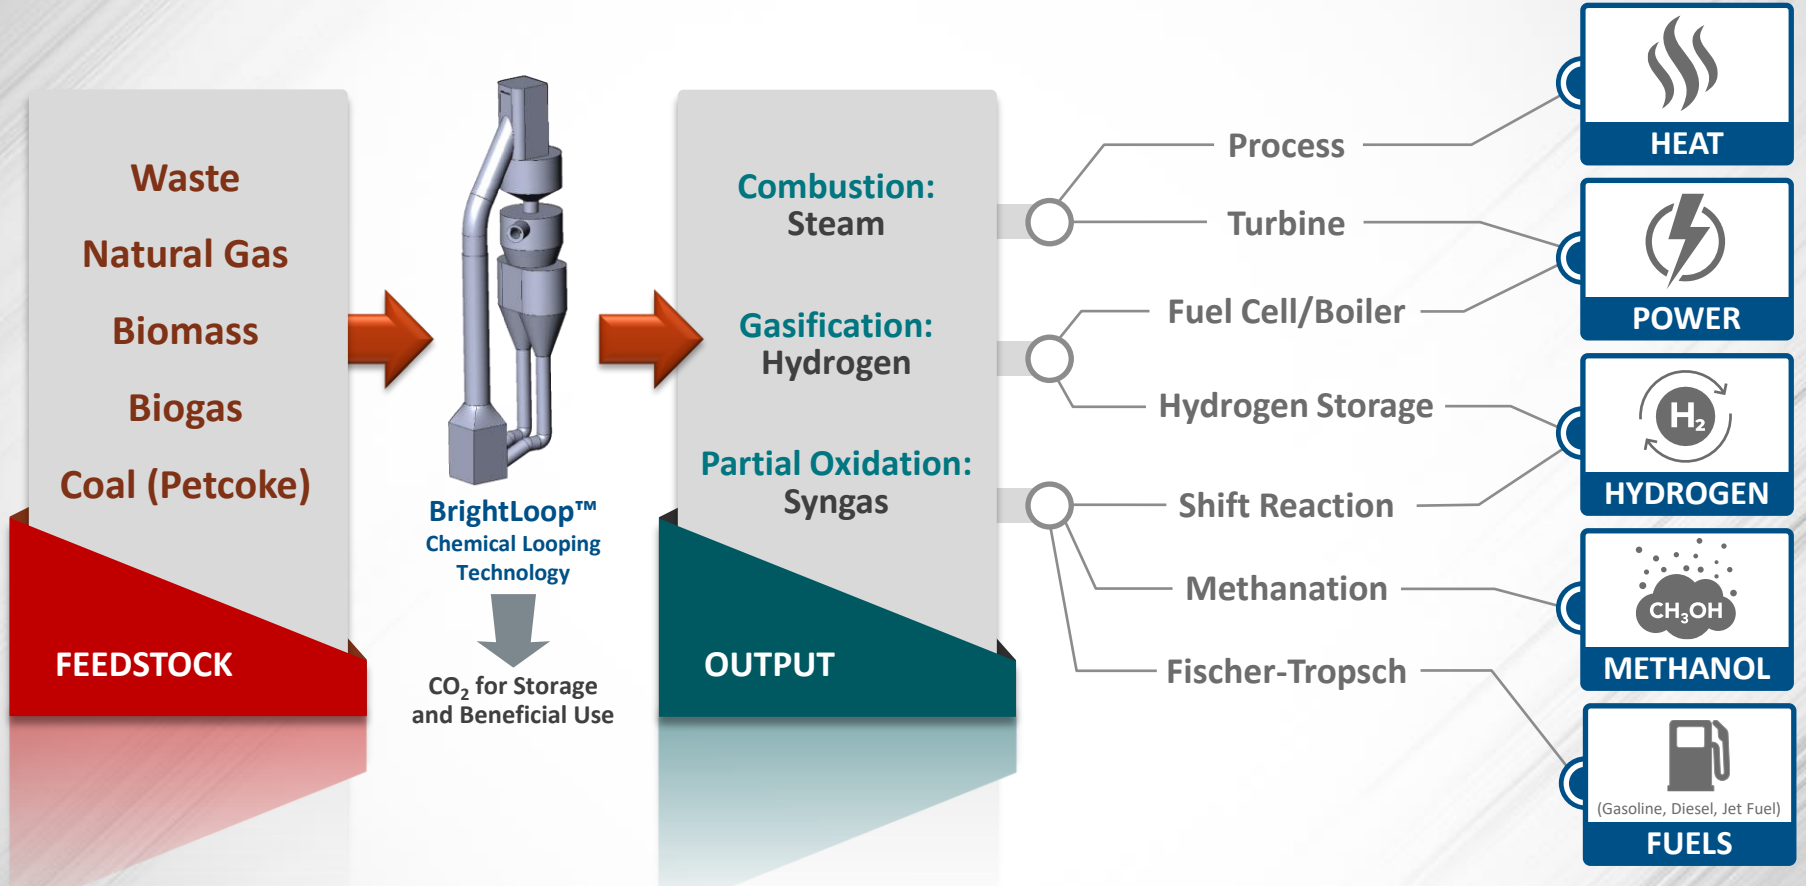 Waste
Natural Gas
Biomass
Biogas
Coal (Petcoke)
FEEDSTOCK
BrightLoop™
Chemical Looping
Technology
CO₂ for Storage
and Beneficial Use
Combustion:
Steam
Gasification:
Hydrogen
Partial Oxidation:
Syngas
OUTPUT
Process
Turbine
Fuel Cell/Boiler
Hydrogen Storage
Shift Reaction
Methanation
Fischer-Tropsch
HEAT
POWER
H₂
HYDROGEN
CH₃OH
METHANOL
(Gasoline, Diesel, Jet Fuel)
FUELS